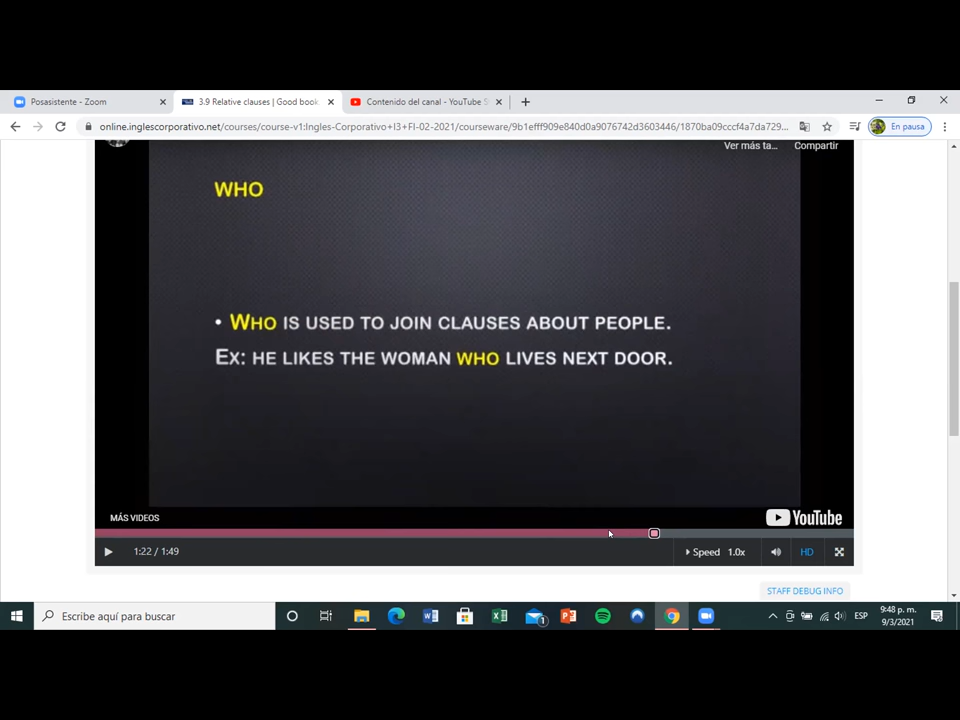 Posasistente - Zoom
3.9 Relative clauses | Good book
Contenido del canal - YouTube S
online.inglescorporativo.net/courses/course-v1:Ingles-Corporativo+I3+FI-02-2021/courseware/9b1efff909e840d0a9076742d3603446/1870ba09cccf4a7da729...
En pausa
Ver más ta...
Compartir
WHO
• WHO IS USED TO JOIN CLAUSES ABOUT PEOPLE.
EX: HE LIKES THE WOMAN WHO LIVES NEXT DOOR.
MÁS VIDEOS
YouTube
1:22 / 1:49
Speed 1.0x
HD
STAFF DEBUG INFO
Escribe aquí para buscar
1
ESP
9:48 p. m.
9/3/2021